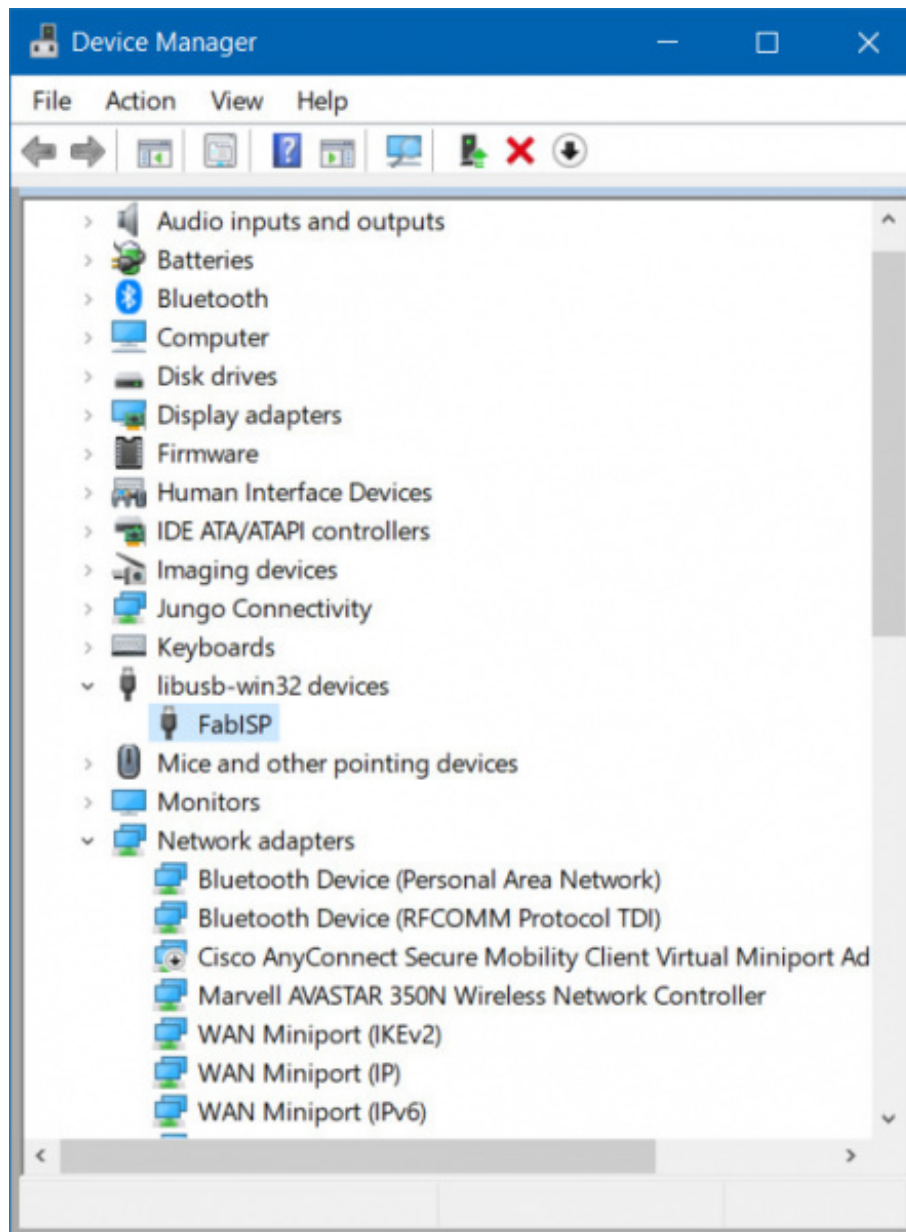 Device Manager
File Action View Help
Audio inputs and outputs
Batteries
Bluetooth
Computer
Disk drives
Display adapters
Firmware
Human Interface Devices
IDE ATA/ATAPI controllers
Imaging devices
Jungo Connectivity
Keyboards
libusb-win32 devices
FabISP
Mice and other pointing devices
Monitors
Network adapters
Bluetooth Device (Personal Area Network)
Bluetooth Device (RFCOMM Protocol TDI)
Cisco AnyConnect Secure Mobility Client Virtual Miniport Ad
Marvell AVASTAR 350N Wireless Network Controller
WAN Miniport (IKEv2)
WAN Miniport (IP)
WAN Miniport (IPv6)